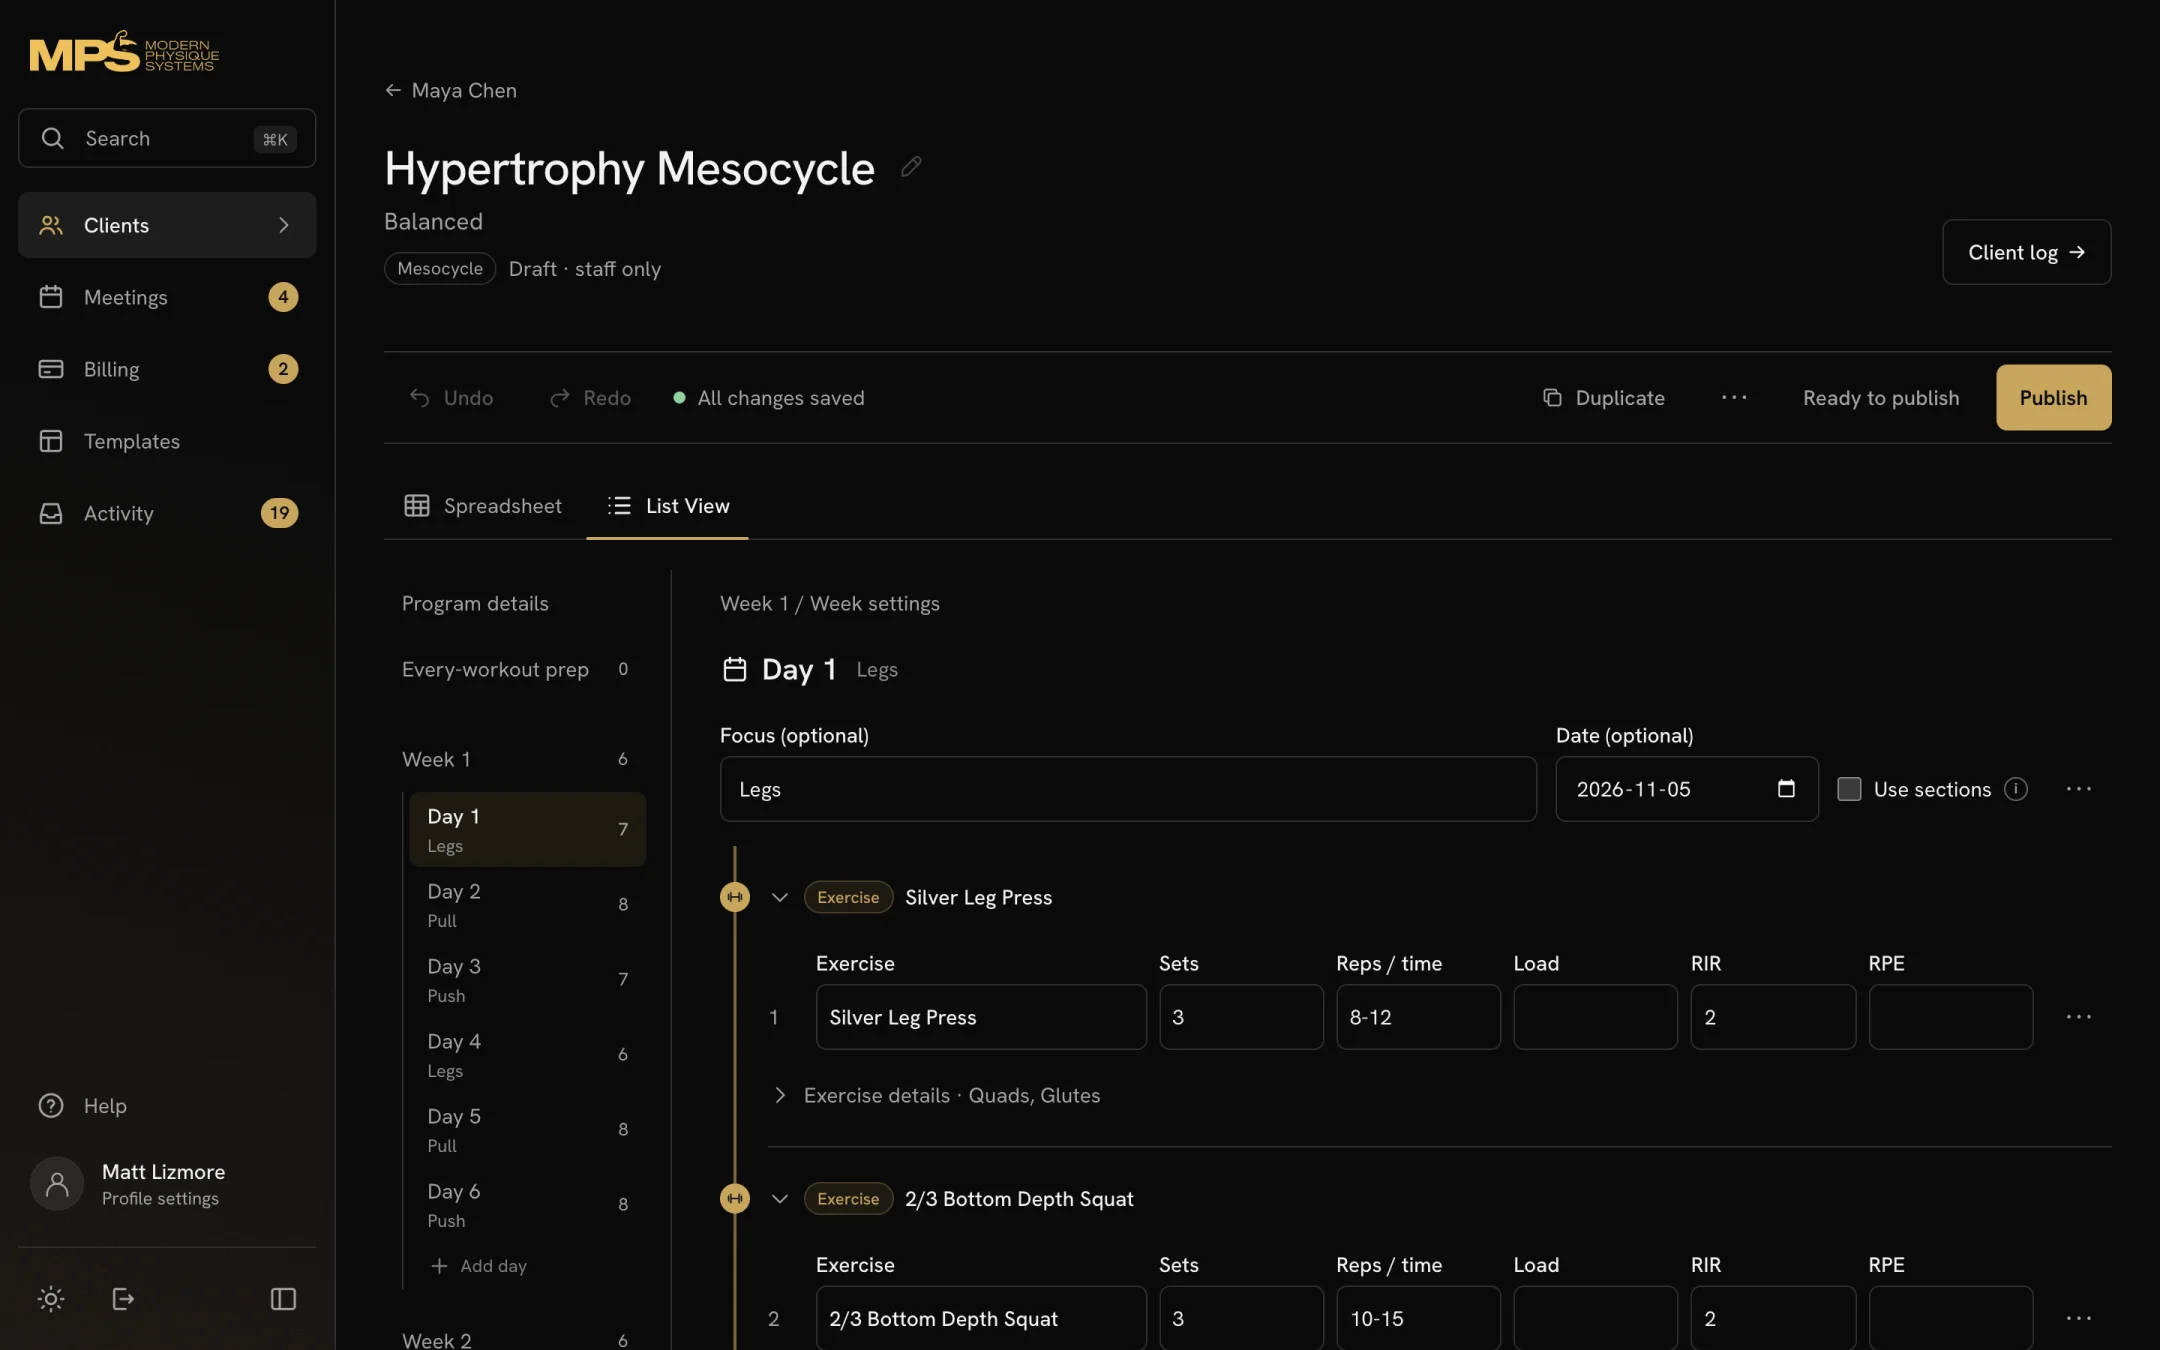 MPS MODERN PHYSIQUE SYSTEMS
Search ⌘K
Clients
Meetings 4
Billing 2
Templates
Activity 19
Help
Matt Lizmore
Profile settings
← Maya Chen
Hypertrophy Mesocycle
Balanced
Mesocycle Draft · staff only
Client log →
Undo Redo All changes saved Duplicate ··· Ready to publish Publish
Spreadsheet List View
Program details
Every-workout prep 0
Week 1 6
Day 1 7
Legs
Day 2 8
Pull
Day 3 7
Push
Day 4 6
Legs
Day 5 8
Pull
Day 6 8
Push
+ Add day
Week 2 6
Week 1 / Week settings
Day 1 Legs
Focus (optional) Date (optional)
Legs 2026-11-05 Use sections i ···
Exercise Silver Leg Press
Exercise Sets Reps / time Load RIR RPE
1 Silver Leg Press 3 8-12 2 ···
Exercise details · Quads, Glutes
Exercise 2/3 Bottom Depth Squat
Exercise Sets Reps / time Load RIR RPE
2 2/3 Bottom Depth Squat 3 10-15 2 ···